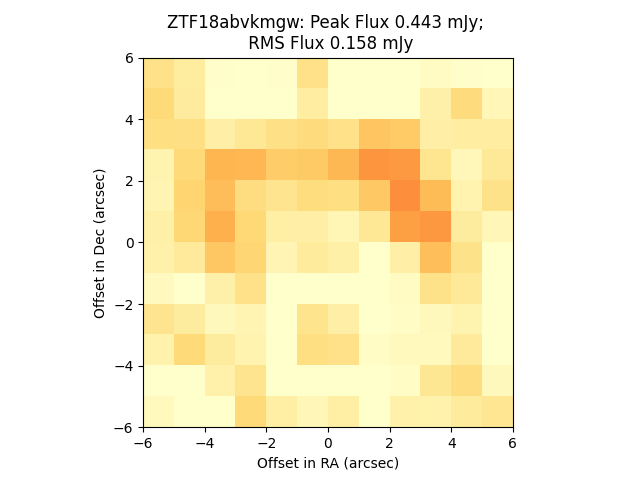 ZTF18abvkmgw: Peak Flux 0.443 mJy;
RMS Flux 0.158 mJy
6
4
2
0
−2
−4
−6
Offset in Dec (arcsec)
−6 −4 −2 0 2 4 6
Offset in RA (arcsec)